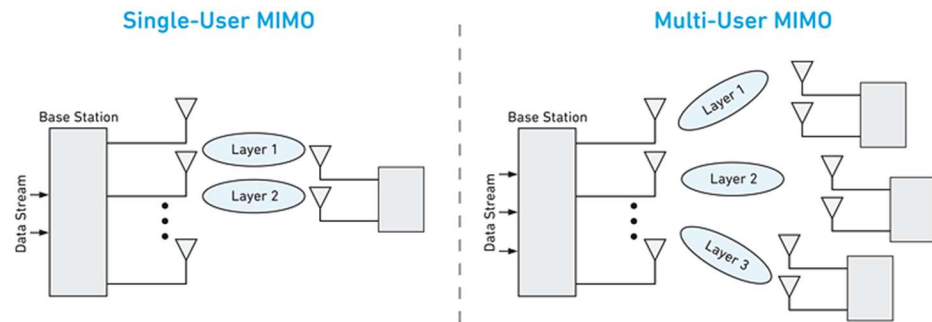 Single-User MIMO
Base Station
Data Stream
Layer 1
Layer 2
Multi-User MIMO
Base Station
Data Stream
Layer 1
Layer 2
Layer 3